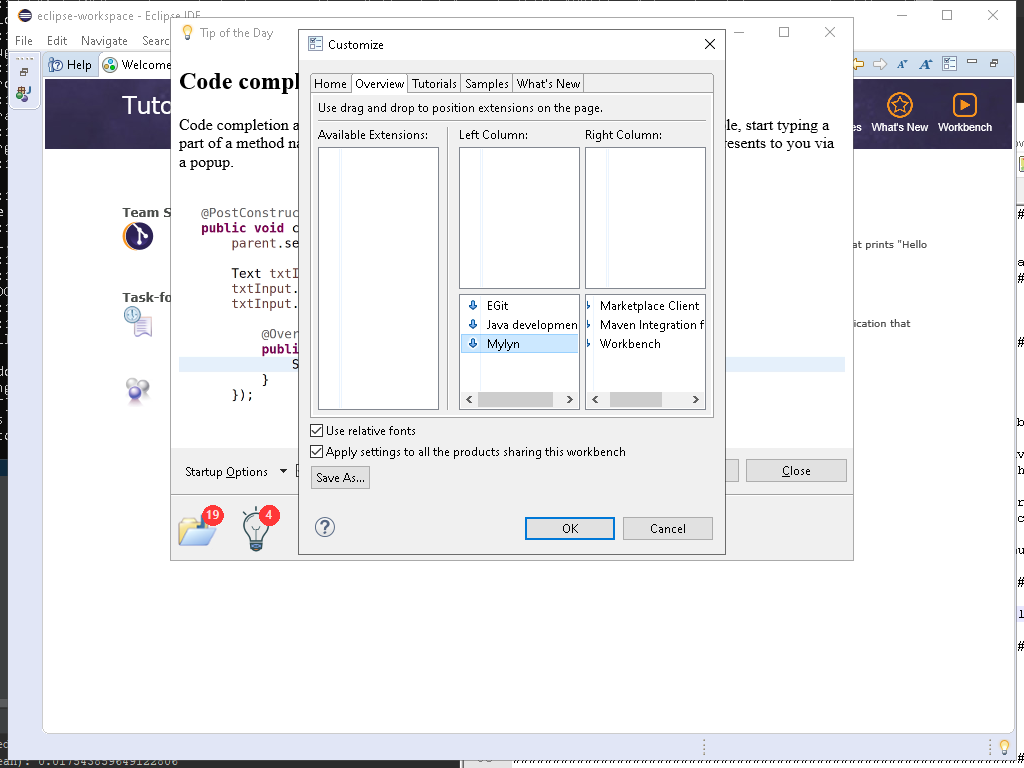 eclipse-workspace - Eclipse IDE
File Edit Navigate Searc
Help
Welcome
Tip of the Day
Code compl
Code completion a
le, start typing a
part of a method na
resents to you via
a popup.
@PostConstruc
public void c
parent.se
Text txtI
txtInput.
txtInput.
@Over
publi
S
}
});
Startup Options
Close
19
4
Customize
Home Overview Tutorials Samples What's New
Use drag and drop to position extensions on the page.
Available Extensions:
Left Column:
Right Column:
EGit
Java developmen
Mylyn
Marketplace Client
Maven Integration f
Workbench
Use relative fonts
Apply settings to all the products sharing this workbench
Save As...
OK
Cancel
Tuto
es
What's New
Workbench
Team S
at prints "Hello
Task-fo
ication that
ean): 0.017543859649122806